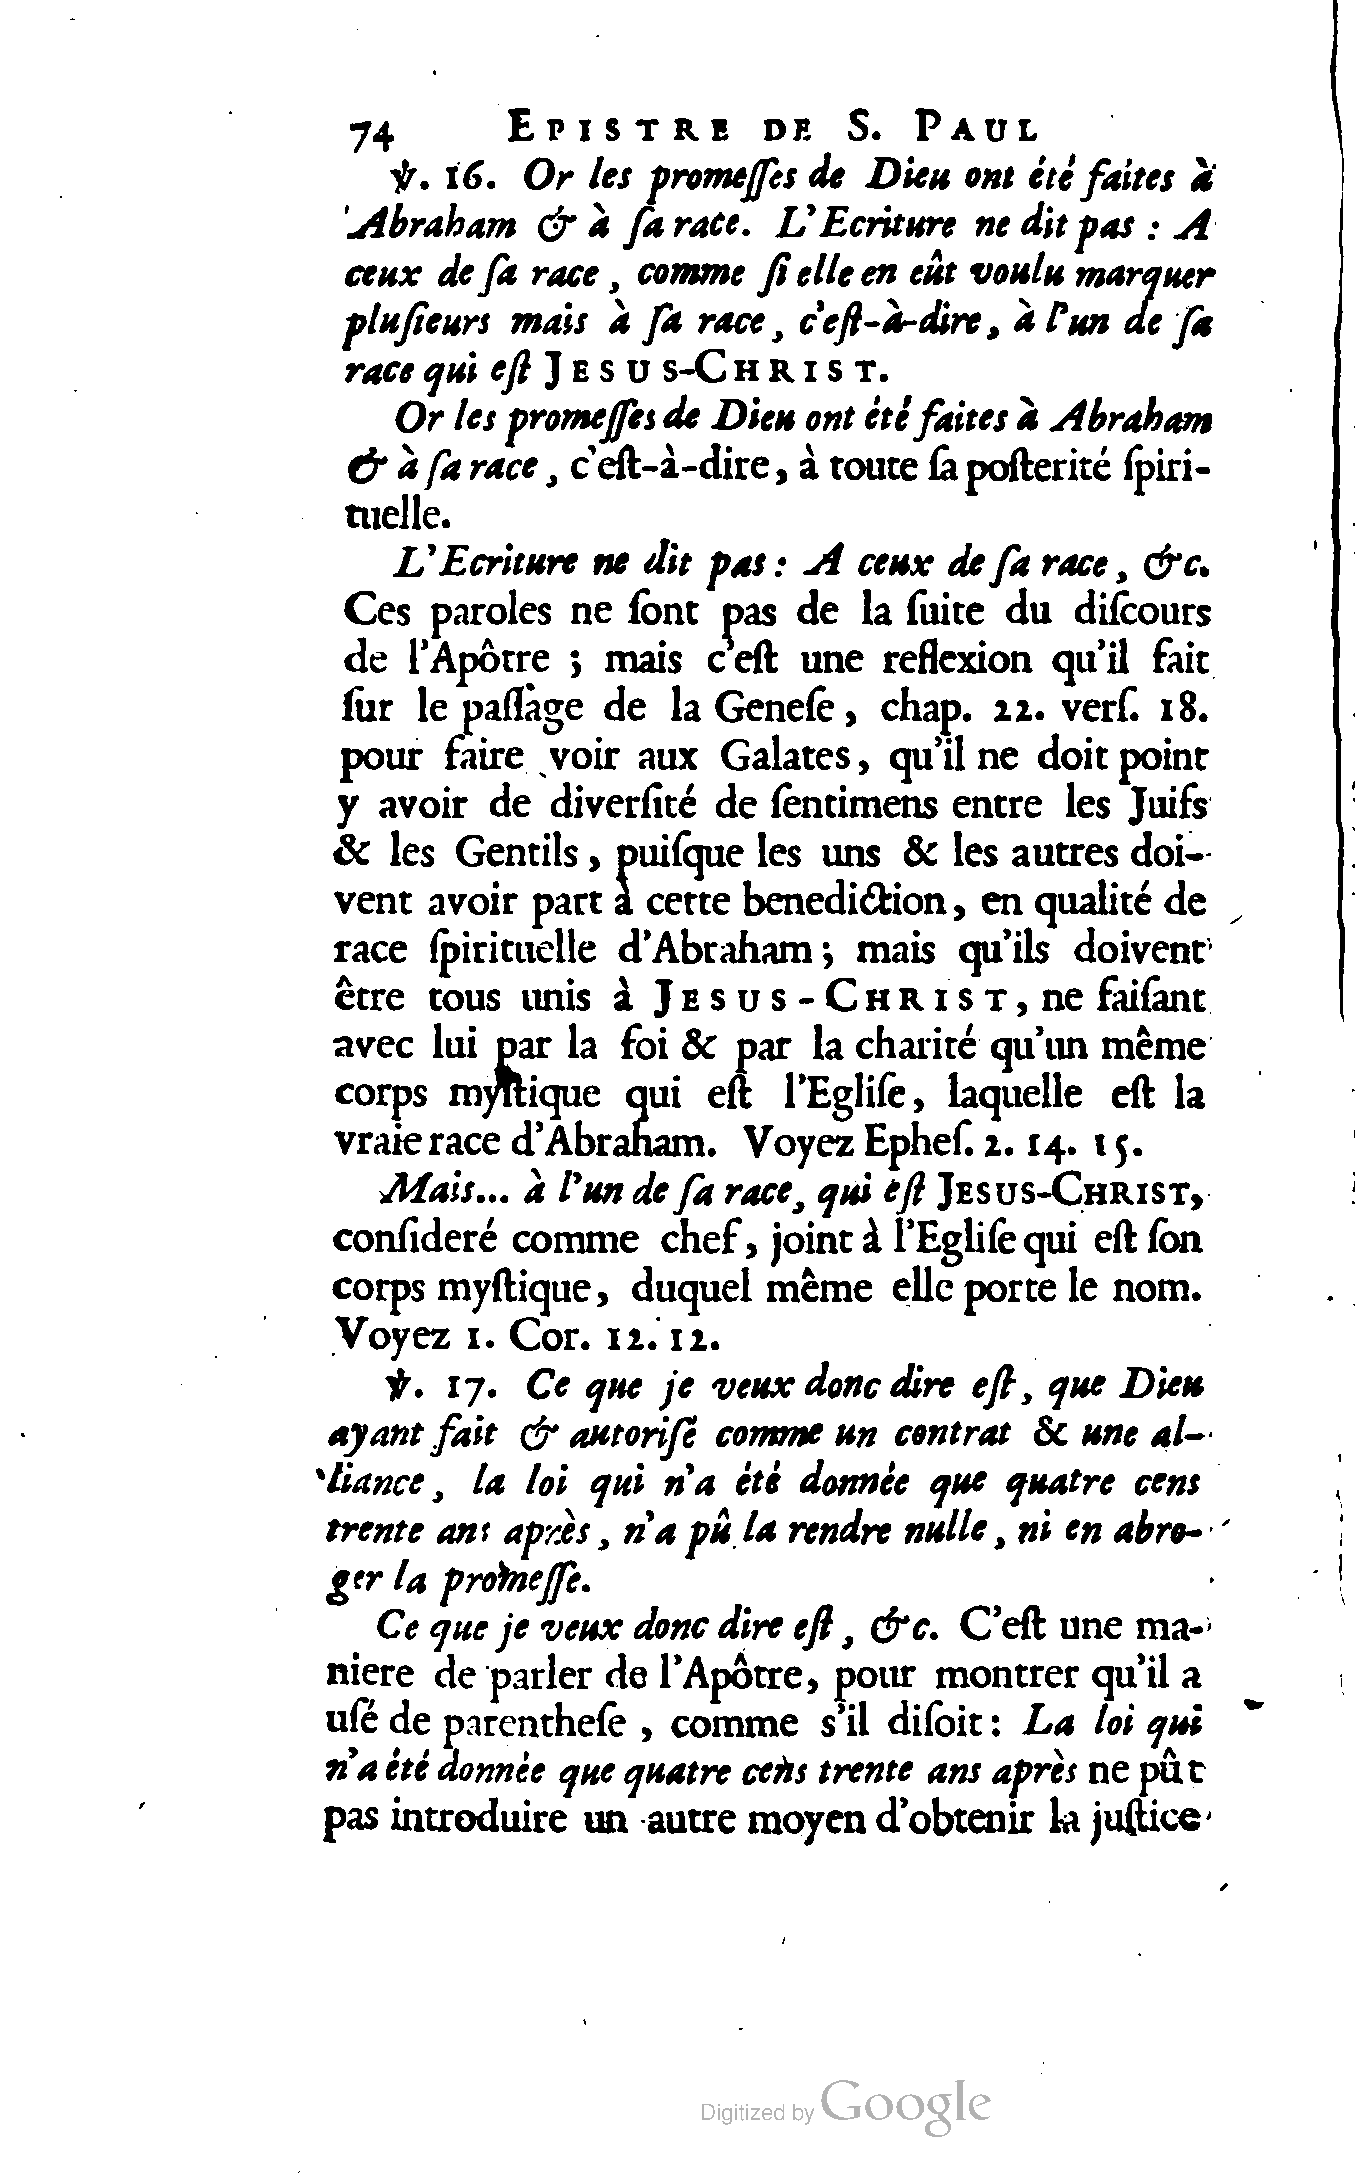 74 EPISTRE DE S. PAUL
℣. 16. Or les promeſſes de Dieu ont été faites à
Abraham & à ſa race. L'Ecriture ne dit pas : A
ceux de ſa race, comme ſi elle en eût voulu marquer
pluſieurs mais à ſa race, c'eſt-à-dire, à l'un de ſa
race qui eſt JESUS-CHRIST.
Or les promeſſes de Dieu ont été faites à Abraham
& à ſa race, c'eſt-à-dire, à toute ſa poſterité ſpiri-
tuelle.
L'Ecriture ne dit pas : A ceux de ſa race, &c.
Ces paroles ne ſont pas de la ſuite du diſcours
de l'Apôtre ; mais c'eſt une reflexion qu'il fait
ſur le paſſage de la Geneſe, chap. 22. verſ. 18.
pour faire voir aux Galates, qu'il ne doit point
y avoir de diverſité de ſentimens entre les Juifs
& les Gentils, puiſque les uns & les autres doi-
vent avoir part à cette benediction, en qualité de
race ſpirituelle d'Abraham ; mais qu'ils doivent
être tous unis à JESUS-CHRIST, ne faiſant
avec lui par la foi & par la charité qu'un même
corps myſtique qui eſt l'Egliſe, laquelle eſt la
vraie race d'Abraham. Voyez Epheſ. 2. 14. 15.
Mais... à l'un de ſa race, qui eſt JESUS-CHRIST,
conſideré comme chef, joint à l'Egliſe qui eſt ſon
corps myſtique, duquel même elle porte le nom.
Voyez 1. Cor. 12. 12.
℣. 17. Ce que je veux donc dire eſt, que Dieu
ayant fait & autoriſé comme un contrat & une al-
liance, la loi qui n'a été donnée que quatre cens
trente ans après, n'a pû la rendre nulle, ni en abro-
ger la promeſſe.
Ce que je veux donc dire eſt, &c. C'eſt une ma-
niere de parler de l'Apôtre, pour montrer qu'il a
uſé de parentheſe, comme s'il diſoit : La loi qui
n'a été donnée que quatre cens trente ans après ne pût
pas introduire un autre moyen d'obtenir la juſtice
Digitized by Google